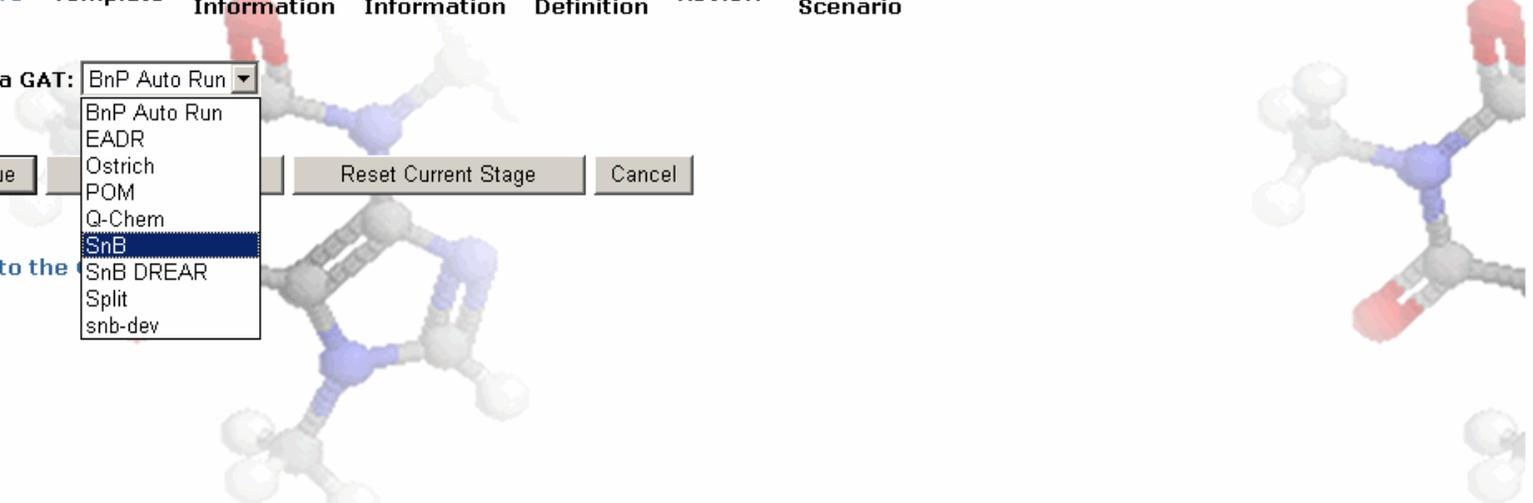 Information Information Definition Scenario
a GAT: BnP Auto Run
BnP Auto Run
EADR
Ostrich
POM
Q-Chem
SnB
SnB DREAR
Split
snb-dev
Reset Current Stage Cancel
to the